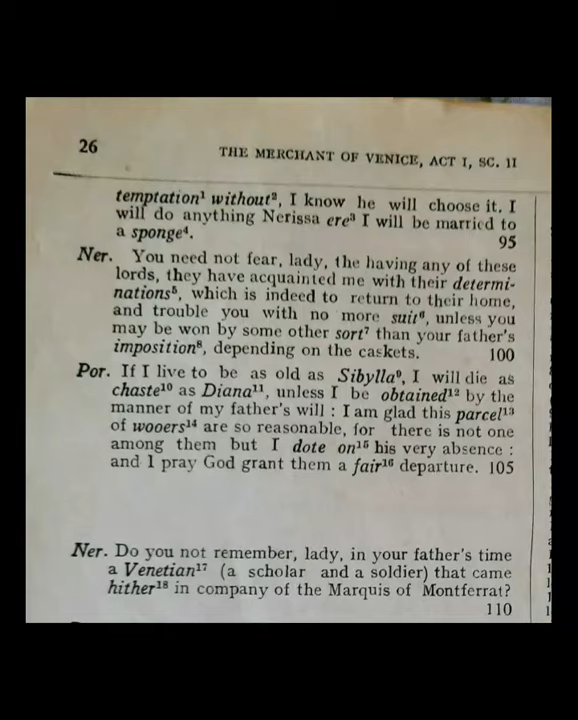 26
THE MERCHANT OF VENICE, ACT I, SC. II
temptation¹ without², I know he will choose it. I
will do anything Nerissa ere³ I will be married to
a sponge⁴. 95
Ner. You need not fear, lady, the having any of these
lords, they have acquainted me with their determi-
nations⁵, which is indeed to return to their home,
and trouble you with no more suit⁶, unless you
may be won by some other sort⁷ than your father's
imposition⁸, depending on the caskets. 100
Por. If I live to be as old as Sibylla⁹, I will die as
chaste¹⁰ as Diana¹¹, unless I be obtained¹² by the
manner of my father's will : I am glad this parcel¹³
of wooers¹⁴ are so reasonable, for there is not one
among them but I dote on¹⁵ his very absence :
and I pray God grant them a fair¹⁶ departure. 105
Ner. Do you not remember, lady, in your father's time
a Venetian¹⁷ (a scholar and a soldier) that came
hither¹⁸ in company of the Marquis of Montferrat?
110